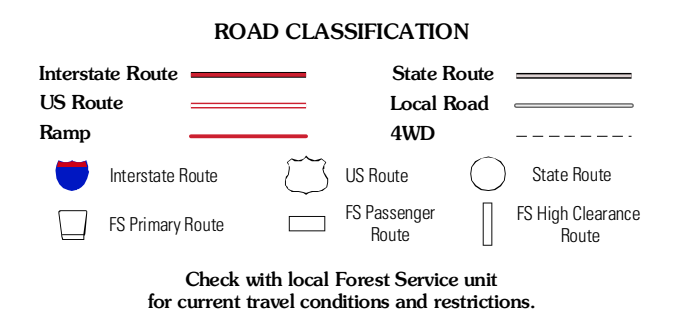 ROAD CLASSIFICATION
Interstate Route
State Route
US Route
Local Road
Ramp
4WD
Interstate Route
US Route
State Route
FS Primary Route
FS Passenger
Route
FS High Clearance
Route
Check with local Forest Service unit
for current travel conditions and restrictions.